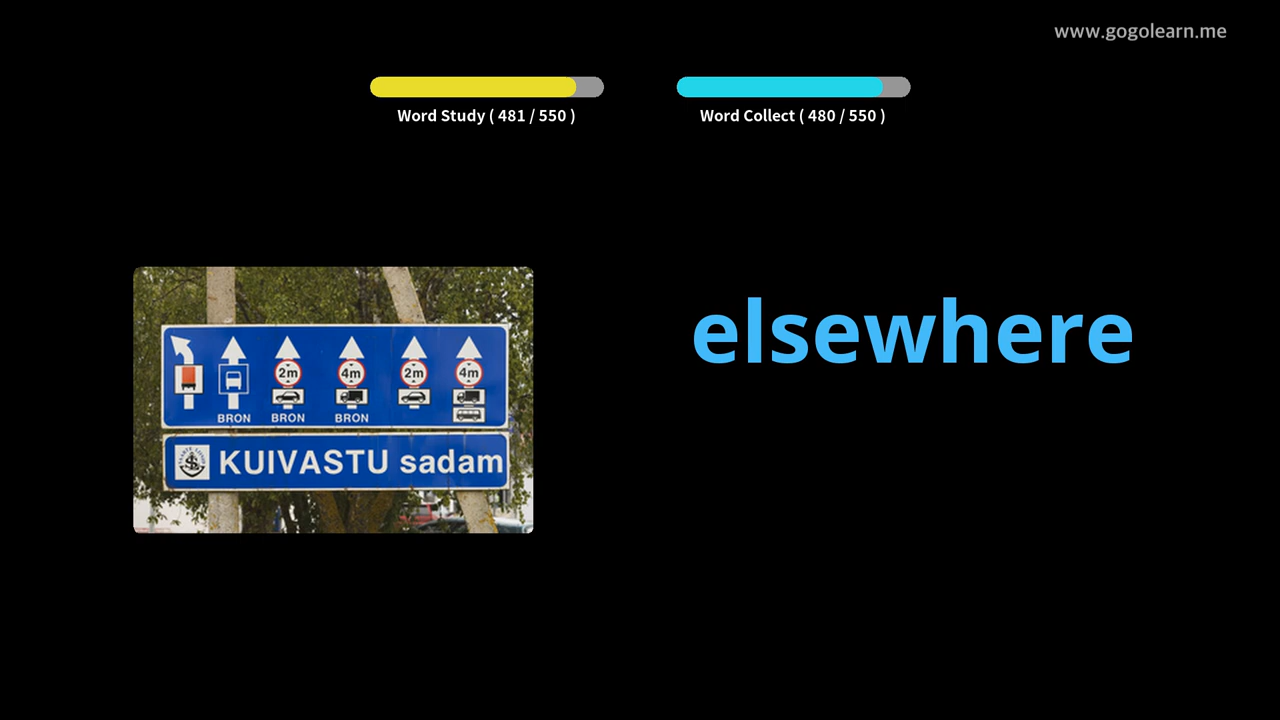 www.gogolearn.me
Word Study ( 481 / 550 )
Word Collect ( 480 / 550 )
elsewhere
2m 4m 2m 4m
BRON BRON BRON
KUIVASTU sadam